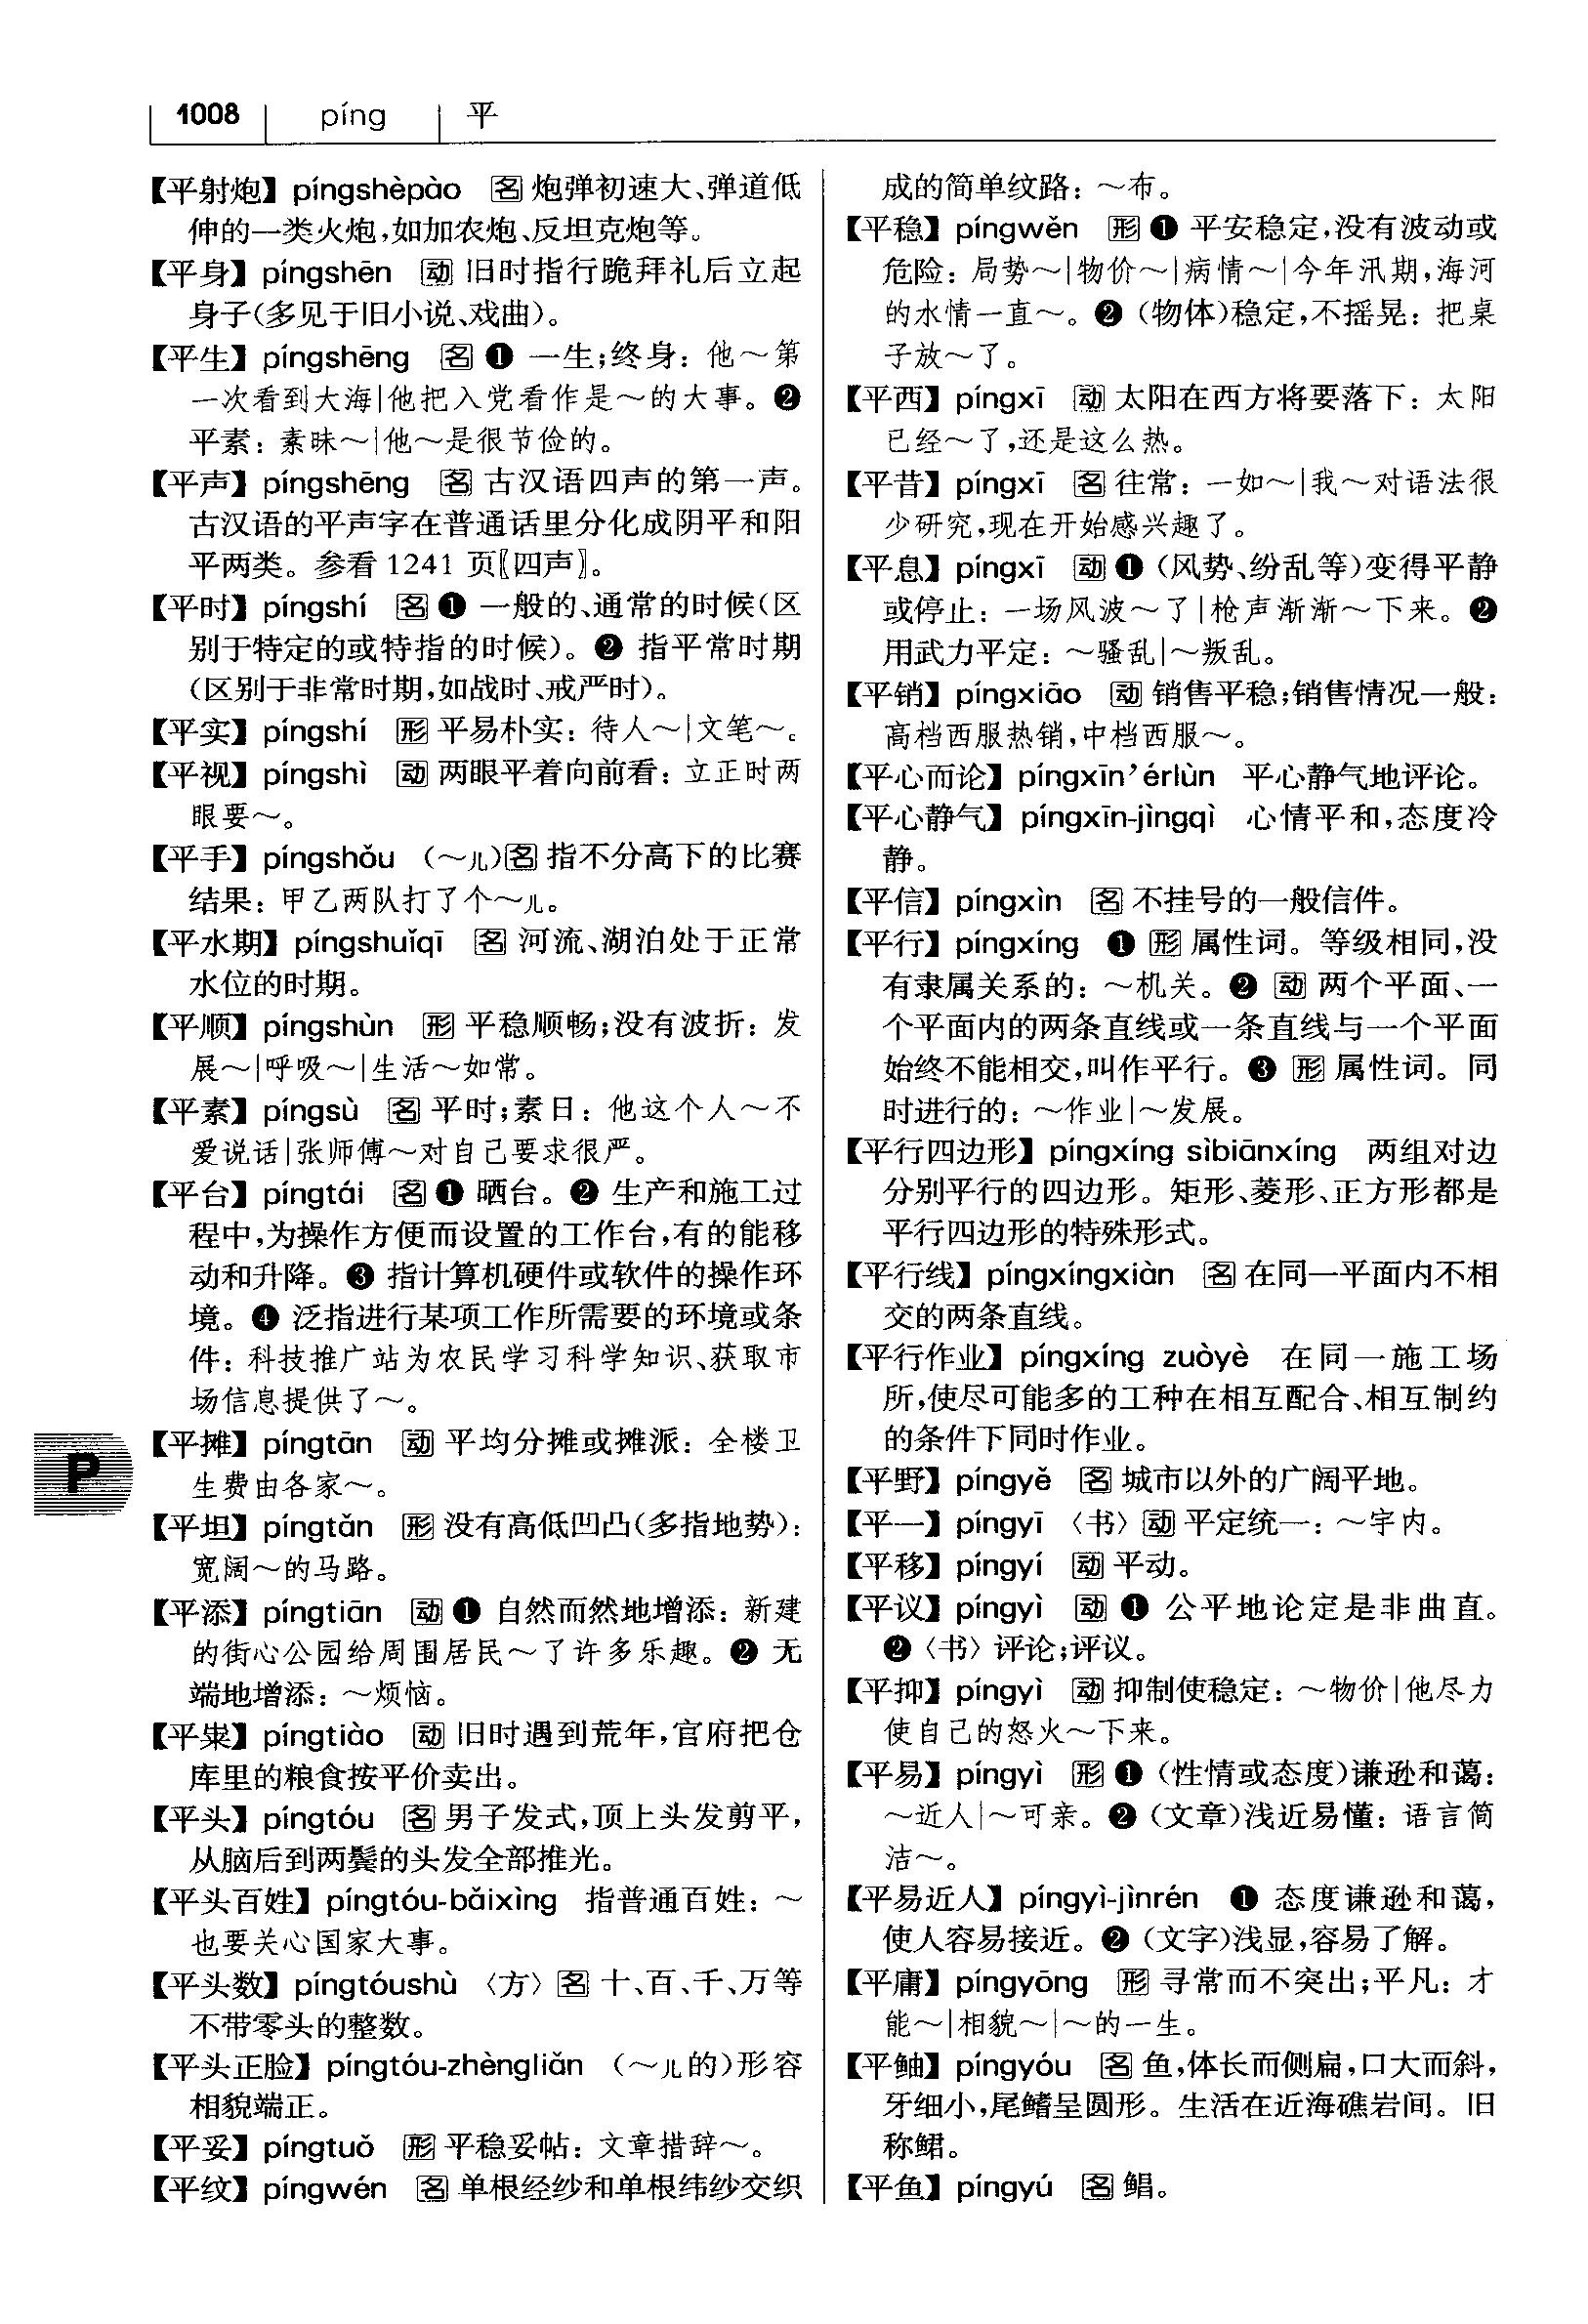 1008 píng 平
【平射炮】píngshèpào 名 炮弹初速大、弹道低
伸的一类火炮,如加农炮、反坦克炮等。
【平身】píngshēn 动 旧时指行跪拜礼后立起
身子(多见于旧小说、戏曲)。
【平生】píngshēng 名 ❶ 一生;终身:他~第
一次看到大海|他把入党看作是~的大事。❷
平素:素昧~|他~是很节俭的。
【平声】píngshēng 名 古汉语四声的第一声。
古汉语的平声字在普通话里分化成阴平和阳
平两类。参看1241页〖四声〗。
【平时】píngshí 名 ❶ 一般的、通常的时候(区
别于特定的或特指的时候)。❷ 指平常时期
(区别于非常时期,如战时、戒严时)。
【平实】píngshí 形 平易朴实:待人~|文笔~。
【平视】píngshì 动 两眼平着向前看:立正时两
眼要~。
【平手】píngshǒu (~儿)名 指不分高下的比赛
结果:甲乙两队打了个~儿。
【平水期】píngshuǐqī 名 河流、湖泊处于正常
水位的时期。
【平顺】píngshùn 形 平稳顺畅;没有波折:发
展~|呼吸~|生活~如常。
【平素】píngsù 名 平时;素日:他这个人~不
爱说话|张师傅~对自己要求很严。
【平台】píngtái 名 ❶ 晒台。❷ 生产和施工过
程中,为操作方便而设置的工作台,有的能移
动和升降。❸ 指计算机硬件或软件的操作环
境。❹ 泛指进行某项工作所需要的环境或条
件:科技推广站为农民学习科学知识、获取市
场信息提供了~。
【平摊】píngtān 动 平均分摊或摊派:全楼卫
生费由各家~。
【平坦】píngtǎn 形 没有高低凹凸(多指地势):
宽阔~的马路。
【平添】píngtiān 动 ❶ 自然而然地增添:新建
的街心公园给周围居民~了许多乐趣。❷ 无
端地增添:~烦恼。
【平粜】píngtiào 动 旧时遇到荒年,官府把仓
库里的粮食按平价卖出。
【平头】píngtóu 名 男子发式,顶上头发剪平,
从脑后到两鬓的头发全部推光。
【平头百姓】píngtóu-bǎixìng 指普通百姓:~
也要关心国家大事。
【平头数】píngtóushù 〈方〉名 十、百、千、万等
不带零头的整数。
【平头正脸】píngtóu-zhèngliǎn (~儿的)形容
相貌端正。
【平妥】píngtuǒ 形 平稳妥帖:文章措辞~。
【平纹】píngwén 名 单根经纱和单根纬纱交织
P
成的简单纹路:~布。
【平稳】píngwěn 形 ❶ 平安稳定,没有波动或
危险:局势~|物价~|病情~|今年汛期,海河
的水情一直~。❷ (物体)稳定,不摇晃:把桌
子放~了。
【平西】píngxī 动 太阳在西方将要落下:太阳
已经~了,还是这么热。
【平昔】píngxī 名 往常:一如~|我~对语法很
少研究,现在开始感兴趣了。
【平息】píngxī 动 ❶ (风势、纷乱等)变得平静
或停止:一场风波~了|枪声渐渐~下来。❷
用武力平定:~骚乱|~叛乱。
【平销】píngxiāo 动 销售平稳;销售情况一般:
高档西服热销,中档西服~。
【平心而论】píngxīn’érlùn 平心静气地评论。
【平心静气】píngxīn-jìngqì 心情平和,态度冷
静。
【平信】píngxìn 名 不挂号的一般信件。
【平行】píngxíng ❶ 形 属性词。等级相同,没
有隶属关系的:~机关。❷ 动 两个平面、一
个平面内的两条直线或一条直线与一个平面
始终不能相交,叫作平行。❸ 形 属性词。同
时进行的:~作业|~发展。
【平行四边形】píngxíng sìbiānxíng 两组对边
分别平行的四边形。矩形、菱形、正方形都是
平行四边形的特殊形式。
【平行线】píngxíngxiàn 名 在同一平面内不相
交的两条直线。
【平行作业】píngxíng zuòyè 在同一施工场
所,使尽可能多的工种在相互配合、相互制约
的条件下同时作业。
【平野】píngyě 名 城市以外的广阔平地。
【平一】píngyī 〈书〉动 平定统一:~宇内。
【平移】píngyí 动 平动。
【平议】píngyì 动 ❶ 公平地论定是非曲直。
❷〈书〉评论;评议。
【平抑】píngyì 动 抑制使稳定:~物价|他尽力
使自己的怒火~下来。
【平易】píngyì 形 ❶ (性情或态度)谦逊和蔼:
~近人|~可亲。❷ (文章)浅近易懂:语言简
洁~。
【平易近人】píngyì-jìnrén ❶ 态度谦逊和蔼,
使人容易接近。❷ (文字)浅显,容易了解。
【平庸】píngyōng 形 寻常而不突出;平凡:才
能~|相貌~|~的一生。
【平鲉】píngyóu 名 鱼,体长而侧扁,口大而斜,
牙细小,尾鳍呈圆形。生活在近海礁岩间。旧
称鲪。
【平鱼】píngyú 名 鲳。